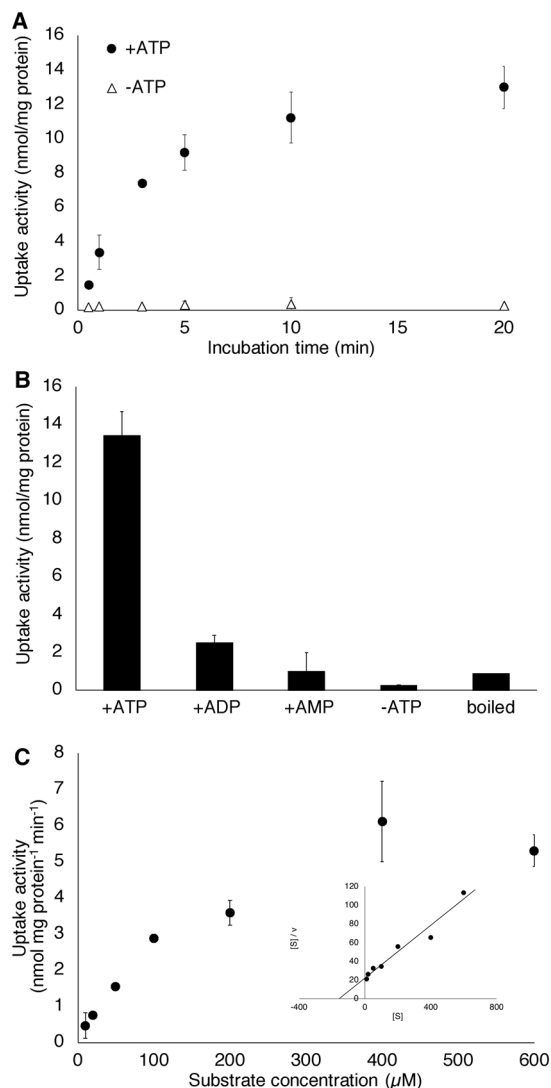 A
16
14
12
10
8
6
4
2
0
+ATP
-ATP
Uptake activity (nmol/mg protein)
0 5 10 15 20
Incubation time (min)
B
16
14
12
10
8
6
4
2
0
Uptake activity (nmol/mg protein)
+ATP +ADP +AMP -ATP boiled
C
8
7
6
5
4
3
2
1
0
Uptake activity
(nmol mg protein⁻¹ min⁻¹)
120
100
80
60
40
20
0
[S] / v
-400 0 400 800
[S]
0 100 200 300 400 500 600
Substrate concentration (µM)